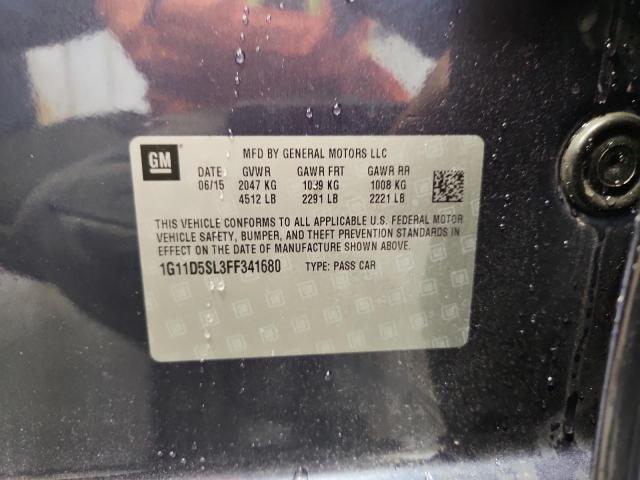 GM
MFD BY GENERAL MOTORS LLC
DATE GVWR GAWR FRT GAWR RR
06/15 2047 KG 1039 KG 1008 KG
4512 LB 2291 LB 2221 LB
THIS VEHICLE CONFORMS TO ALL APPLICABLE U.S. FEDERAL MOTOR
VEHICLE SAFETY, BUMPER, AND THEFT PREVENTION STANDARDS IN
EFFECT ON THE DATE OF MANUFACTURE SHOWN ABOVE.
1G11D5SL3FF341680 TYPE: PASS CAR